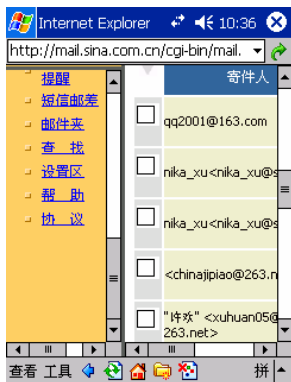 Internet Explorer 10:36
http://mail.sina.com.cn/cgi-bin/mail.
提醒
短信邮差
邮件夹
查 找
设置区
帮 助
协 议
寄件人
qq2001@163.com
nika_xu<nika_xu@s
nika_xu<nika_xu@s
<chinajipiao@263.n
"许欢" <xuhuan05@
263.net>
查看 工具 拼